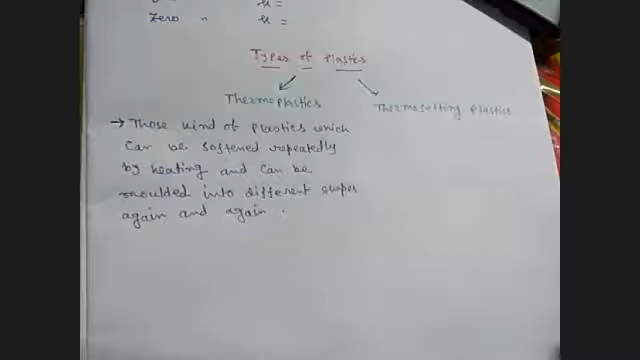 Zero " =
Types of Plastics
Thermoplastics
Thermosetting Plastics
→ Those kind of Plastics which
Can be Softened repeatedly
by heating and can be
moulded into different shapes
again and again.